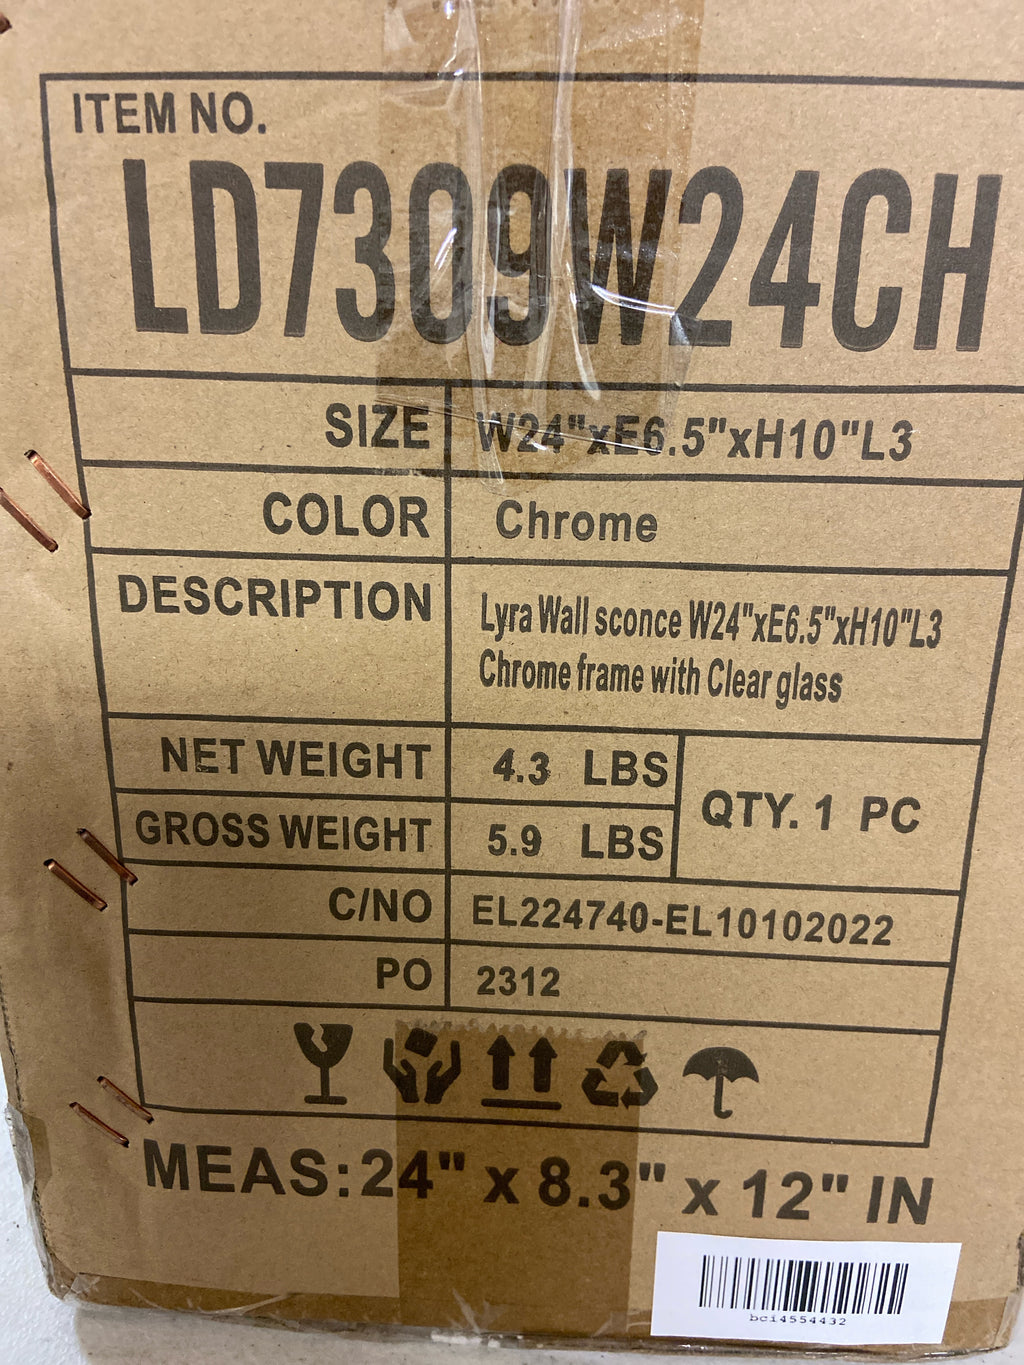 ITEM NO.
LD7309W24CH
SIZE W24"xE6.5"xH10"L3
COLOR Chrome
DESCRIPTION Lyra Wall sconce W24"xE6.5"xH10"L3
Chrome frame with Clear glass
NET WEIGHT 4.3 LBS
QTY. 1 PC
GROSS WEIGHT 5.9 LBS
C/NO EL224740-EL10102022
PO 2312
MEAS:24" x 8.3" x 12" IN
bci4554432